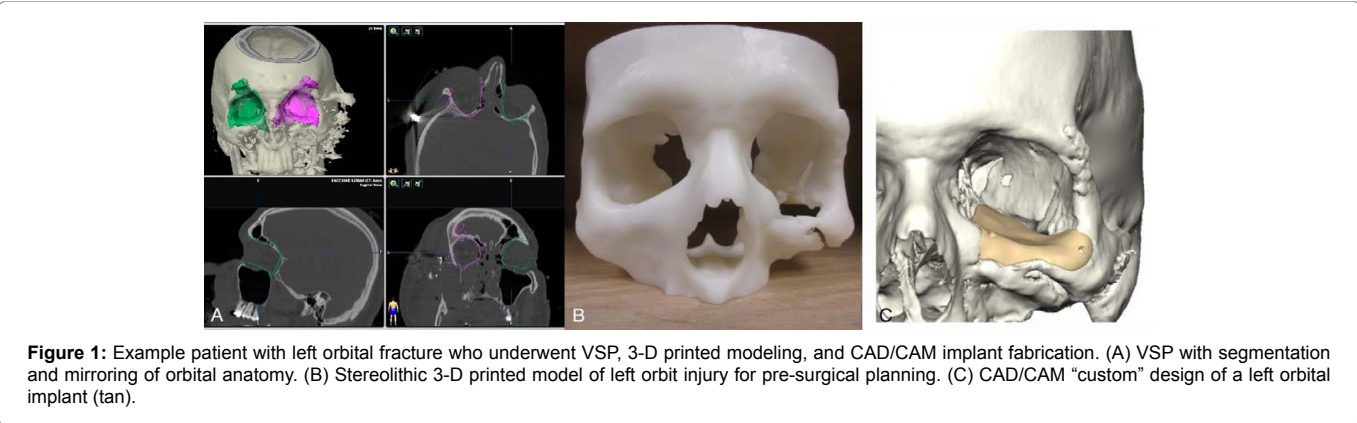 A
B
C
Figure 1: Example patient with left orbital fracture who underwent VSP, 3-D printed modeling, and CAD/CAM implant fabrication. (A) VSP with segmentation
and mirroring of orbital anatomy. (B) Stereolithic 3-D printed model of left orbit injury for pre-surgical planning. (C) CAD/CAM “custom” design of a left orbital
implant (tan).